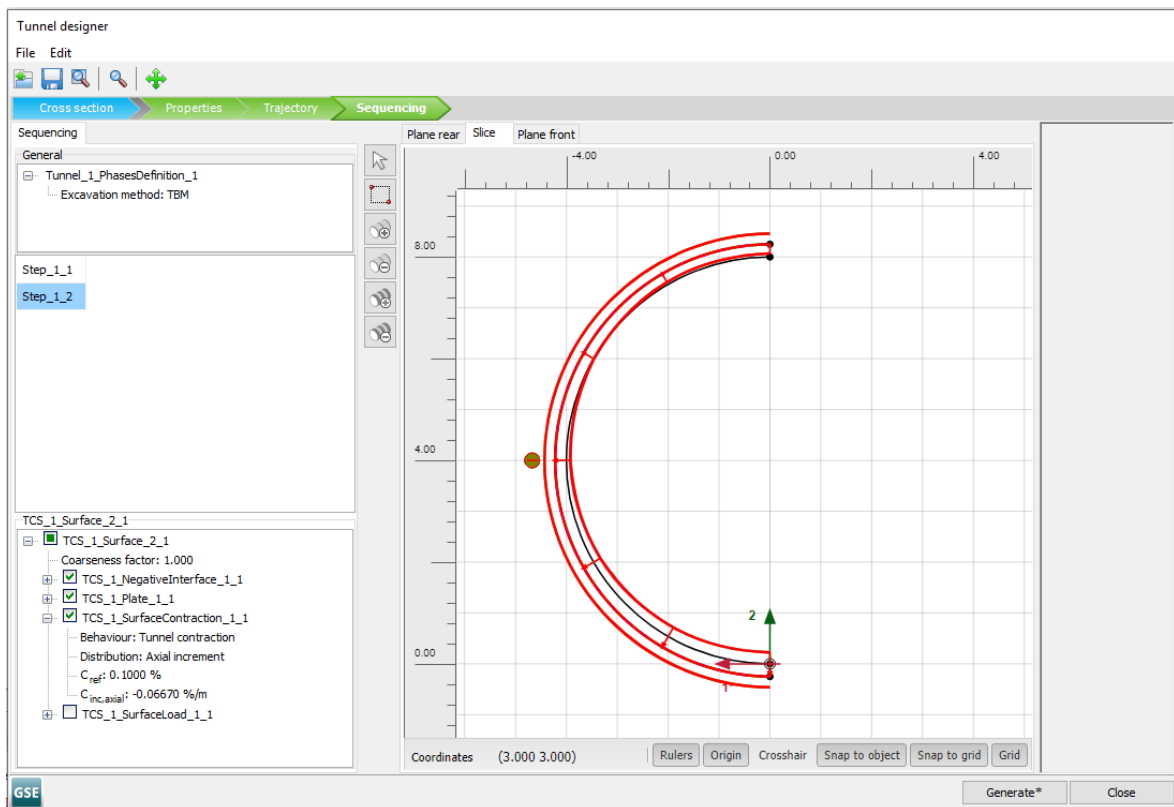 Tunnel designer
File Edit
Cross section Properties Trajectory Sequencing
Sequencing
General
Tunnel_1_PhasesDefinition_1
Excavation method: TBM
Step_1_1
Step_1_2
TCS_1_Surface_2_1
TCS_1_Surface_2_1
Coarseness factor: 1.000
TCS_1_NegativeInterface_1_1
TCS_1_Plate_1_1
TCS_1_SurfaceContraction_1_1
Behaviour: Tunnel contraction
Distribution: Axial increment
C ref: 0.1000 %
C inc,axial: -0.06670 %/m
TCS_1_SurfaceLoad_1_1
Plane rear Slice Plane front
-4.00 0.00 4.00
8.00
4.00
0.00
2
1
Coordinates (3.000 3.000) Rulers Origin Crosshair Snap to object Snap to grid Grid
GSE Generate* Close